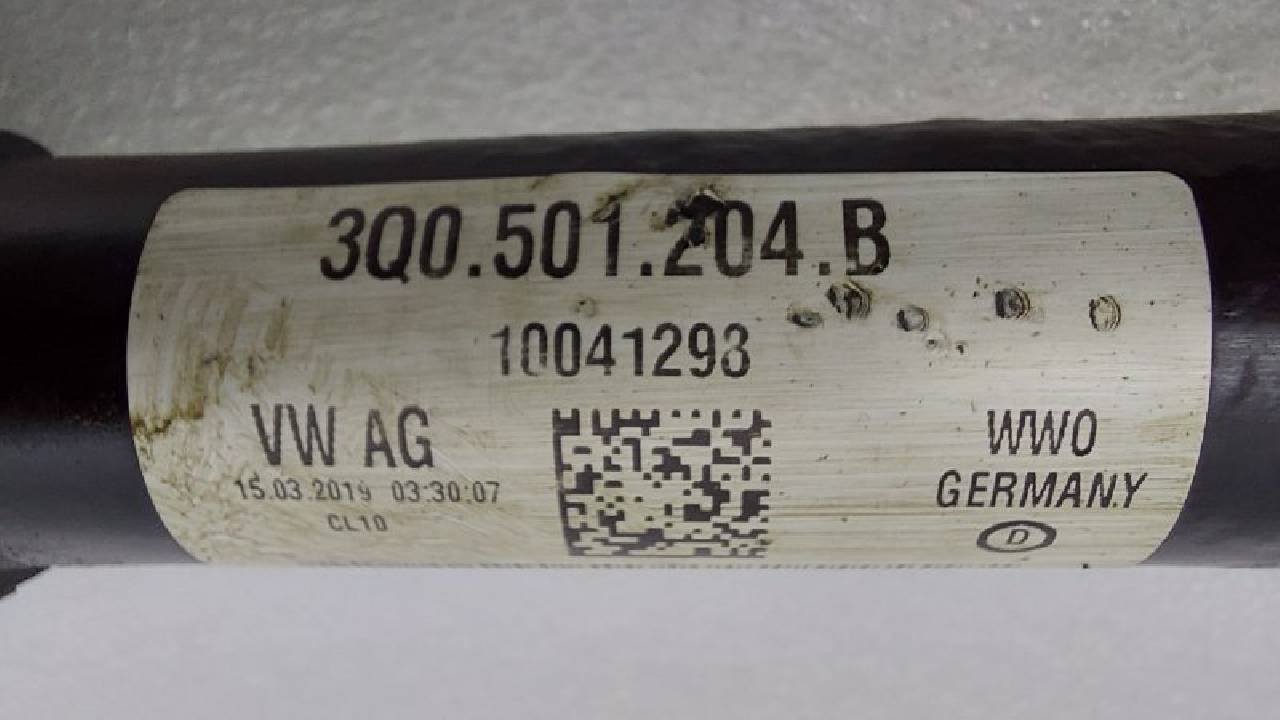 3Q0.501.204.B
10041293
VW AG
15.03.2019 03:30:07
CL10
WWO
GERMANY
D